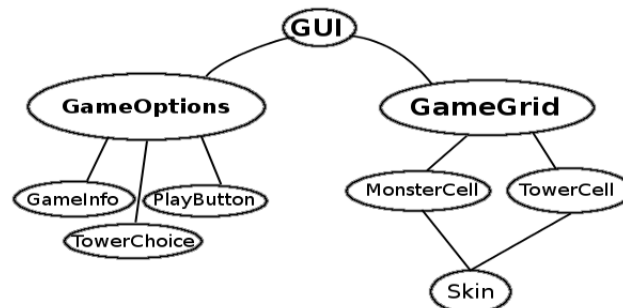 GUI
GameOptions
GameGrid
GameInfo
PlayButton
TowerChoice
MonsterCell
TowerCell
Skin